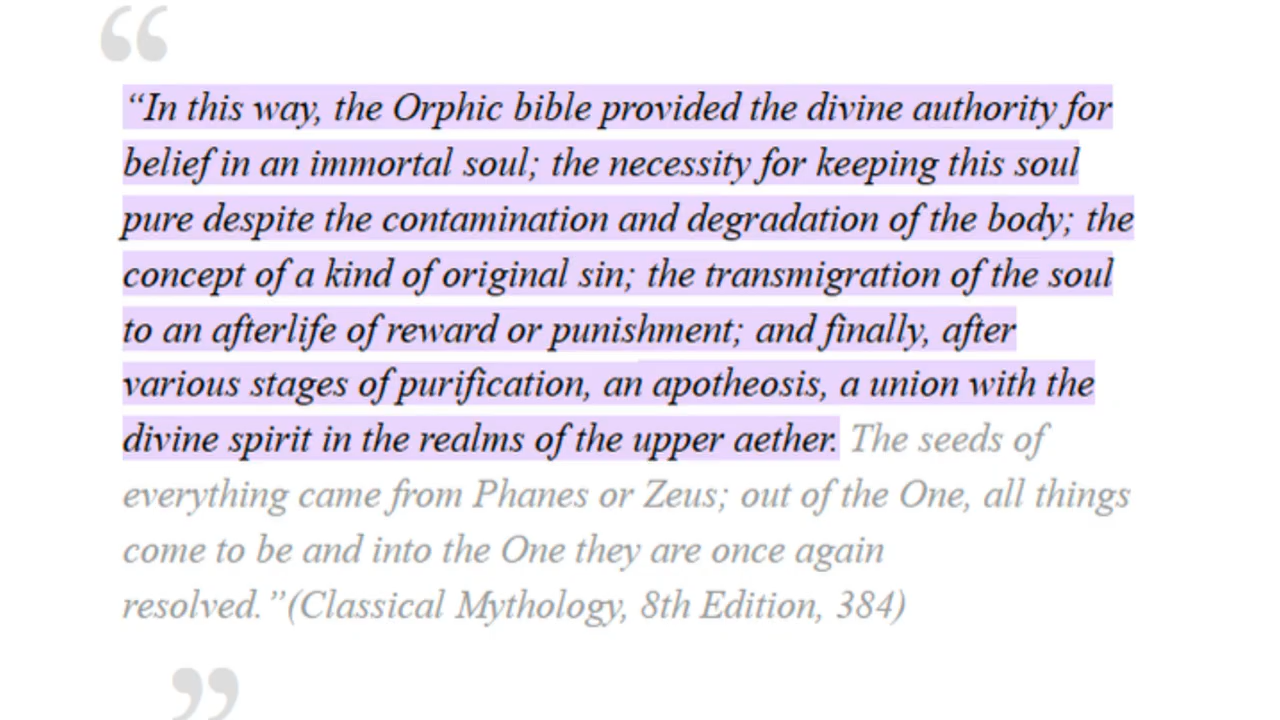 “
“In this way, the Orphic bible provided the divine authority for
belief in an immortal soul; the necessity for keeping this soul
pure despite the contamination and degradation of the body; the
concept of a kind of original sin; the transmigration of the soul
to an afterlife of reward or punishment; and finally, after
various stages of purification, an apotheosis, a union with the
divine spirit in the realms of the upper aether. The seeds of
everything came from Phanes or Zeus; out of the One, all things
come to be and into the One they are once again
resolved.”(Classical Mythology, 8th Edition, 384)
”